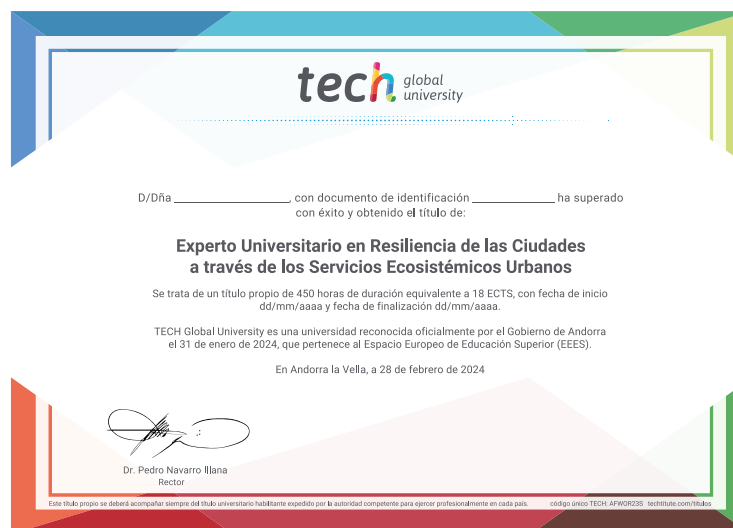 tech global
university
D/Dña ____________________, con documento de identificación ______________ ha superado
con éxito y obtenido el título de:
Experto Universitario en Resiliencia de las Ciudades
a través de los Servicios Ecosistémicos Urbanos
Se trata de un título propio de 450 horas de duración equivalente a 18 ECTS, con fecha de inicio
dd/mm/aaaa y fecha de finalización dd/mm/aaaa.
TECH Global University es una universidad reconocida oficialmente por el Gobierno de Andorra
el 31 de enero de 2024, que pertenece al Espacio Europeo de Educación Superior (EEES).
En Andorra la Vella, a 28 de febrero de 2024
Dr. Pedro Navarro Illana
Rector
Este título propio se deberá acompañar siempre del título universitario habilitante expedido por la autoridad competente para ejercer profesionalmente en cada país. código único TECH: AFWOR23S techtitute.com/titulos